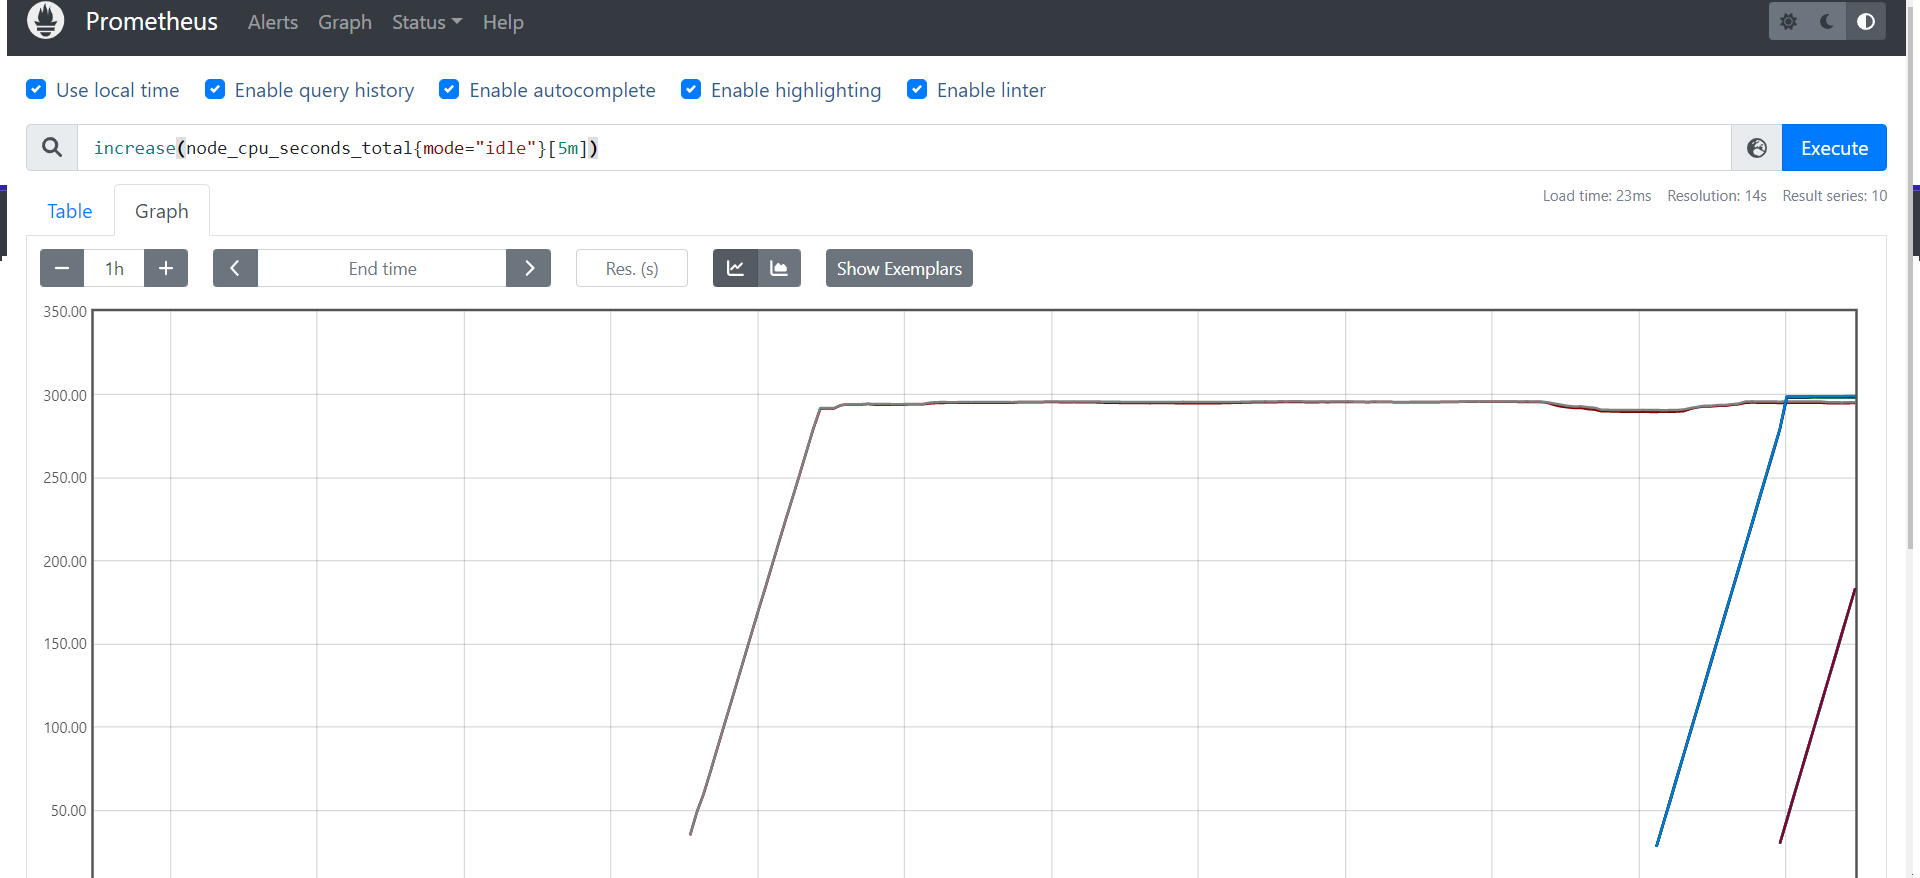 Prometheus Alerts Graph Status Help
Use local time Enable query history Enable autocomplete Enable highlighting Enable linter
increase(node_cpu_seconds_total{mode="idle"}[5m]) Execute
Load time: 23ms Resolution: 14s Result series: 10
Table Graph
1h End time Res. (s) Show Exemplars
350.00
300.00
250.00
200.00
150.00
100.00
50.00